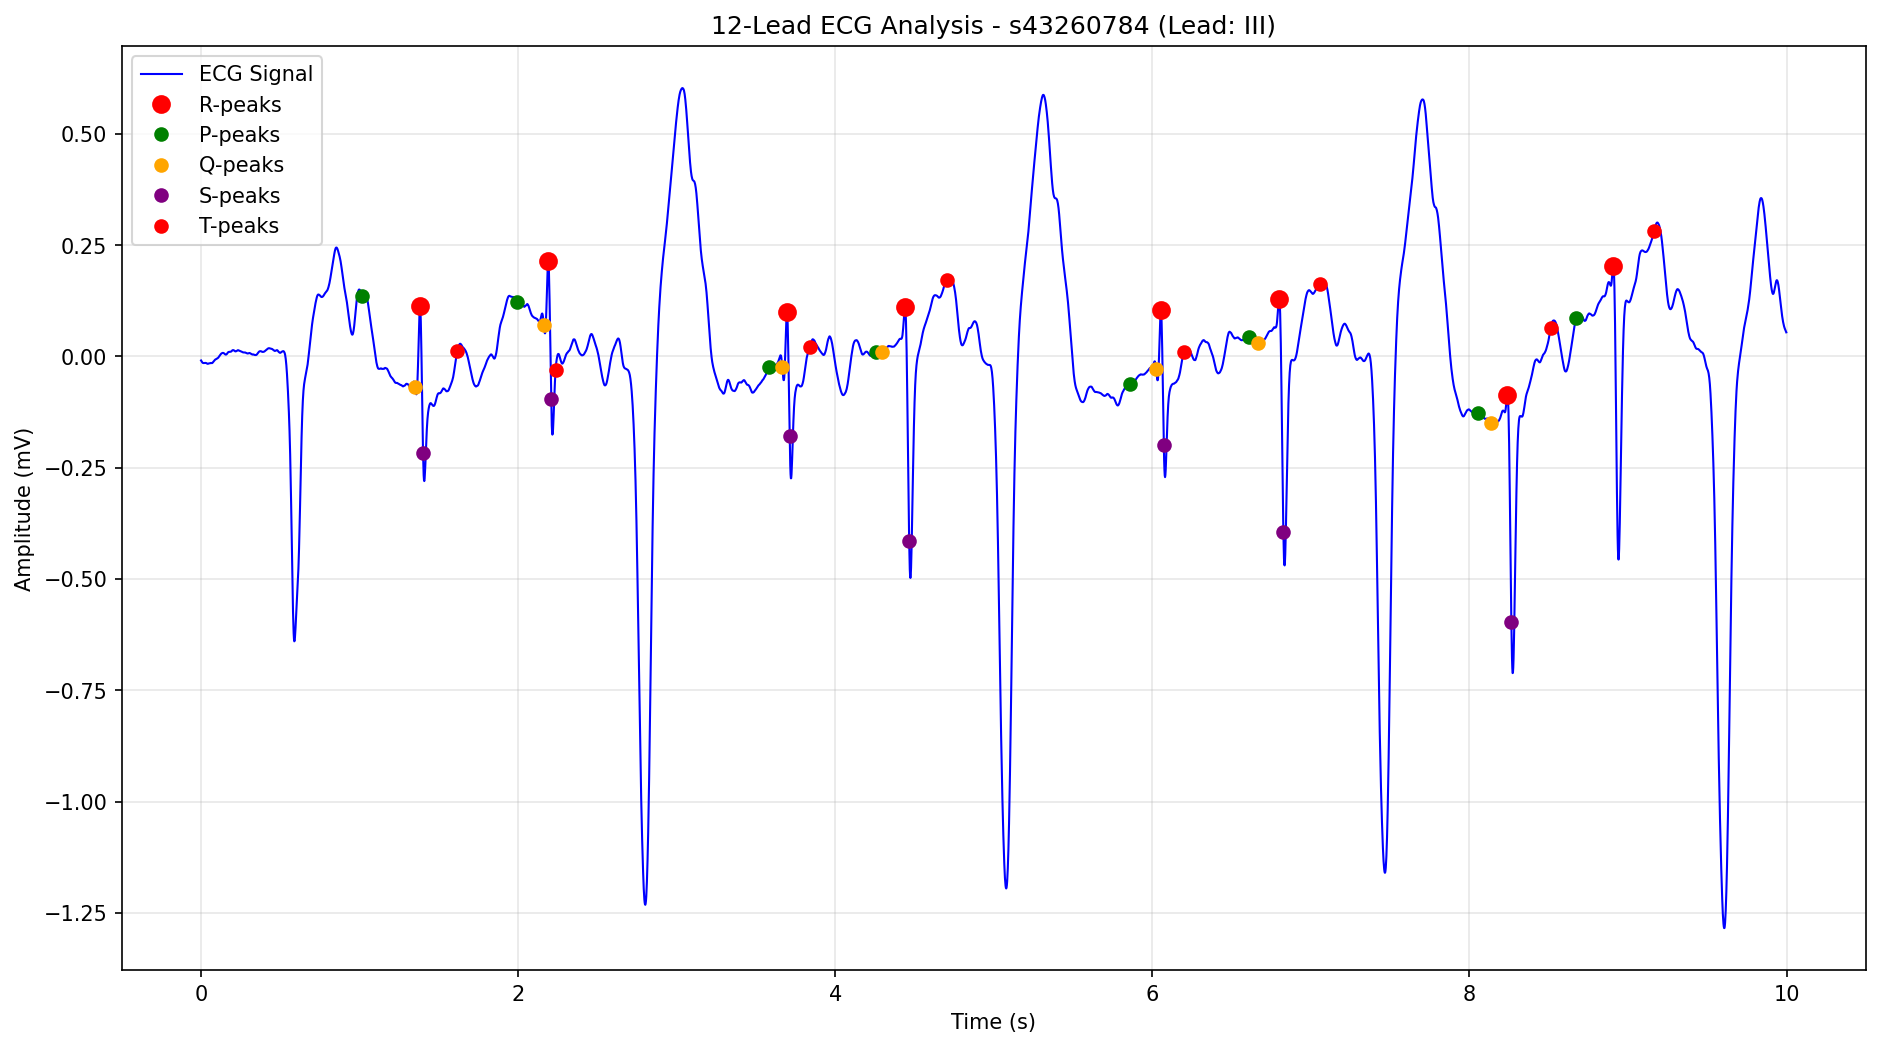 12-Lead ECG Analysis - s43260784 (Lead: III)
ECG Signal
R-peaks
P-peaks
Q-peaks
S-peaks
T-peaks
0.50
0.25
0.00
−0.25
−0.50
−0.75
−1.00
−1.25
Amplitude (mV)
0 2 4 6 8 10
Time (s)